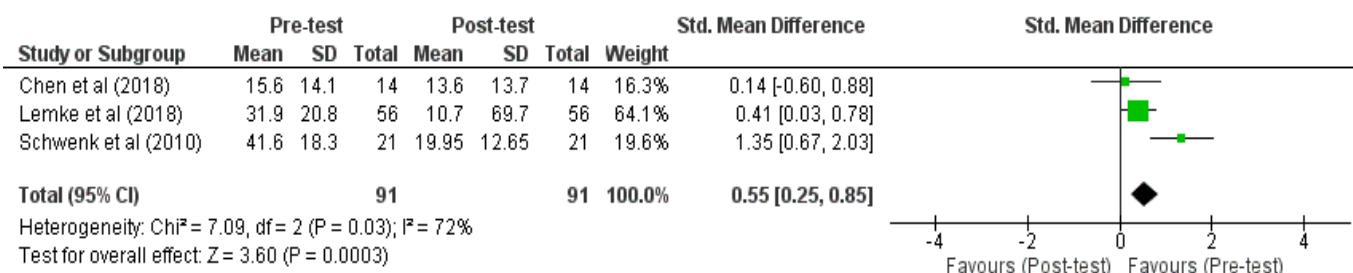 Pre-test Post-test Std. Mean Difference Std. Mean Difference
Study or Subgroup Mean SD Total Mean SD Total Weight
Chen et al (2018) 15.6 14.1 14 13.6 13.7 14 16.3% 0.14 [-0.60, 0.88]
Lemke et al (2018) 31.9 20.8 56 10.7 69.7 56 64.1% 0.41 [0.03, 0.78]
Schwenk et al (2010) 41.6 18.3 21 19.95 12.65 21 19.6% 1.35 [0.67, 2.03]
Total (95% CI) 91 91 100.0% 0.55 [0.25, 0.85]
Heterogeneity: Chi² = 7.09, df = 2 (P = 0.03); I² = 72%
Test for overall effect: Z = 3.60 (P = 0.0003)
-4 -2 0 2 4
Favours (Post-test) Favours (Pre-test)